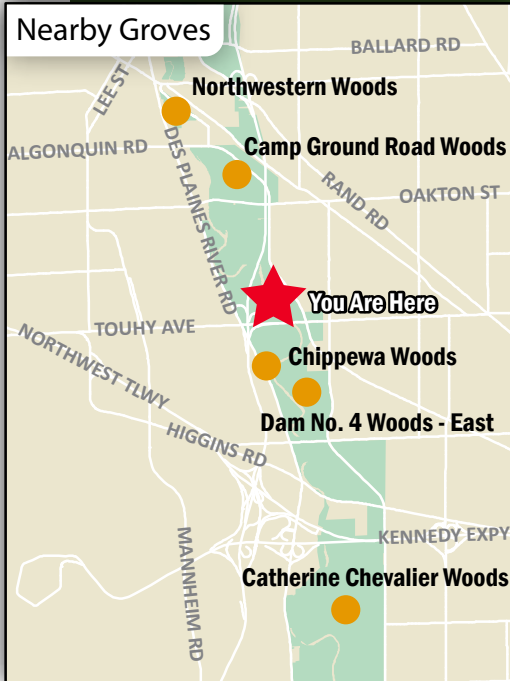 Nearby Groves
BALLARD RD
LEE ST
Northwestern Woods
ALGONQUIN RD
DES PLAINES RIVER RD
Camp Ground Road Woods
RAND RD
OAKTON ST
You Are Here
TOUHY AVE
NORTHWEST TLWY
Chippewa Woods
Dam No. 4 Woods - East
HIGGINS RD
MANNHEIM RD
KENNEDY EXPY
Catherine Chevalier Woods